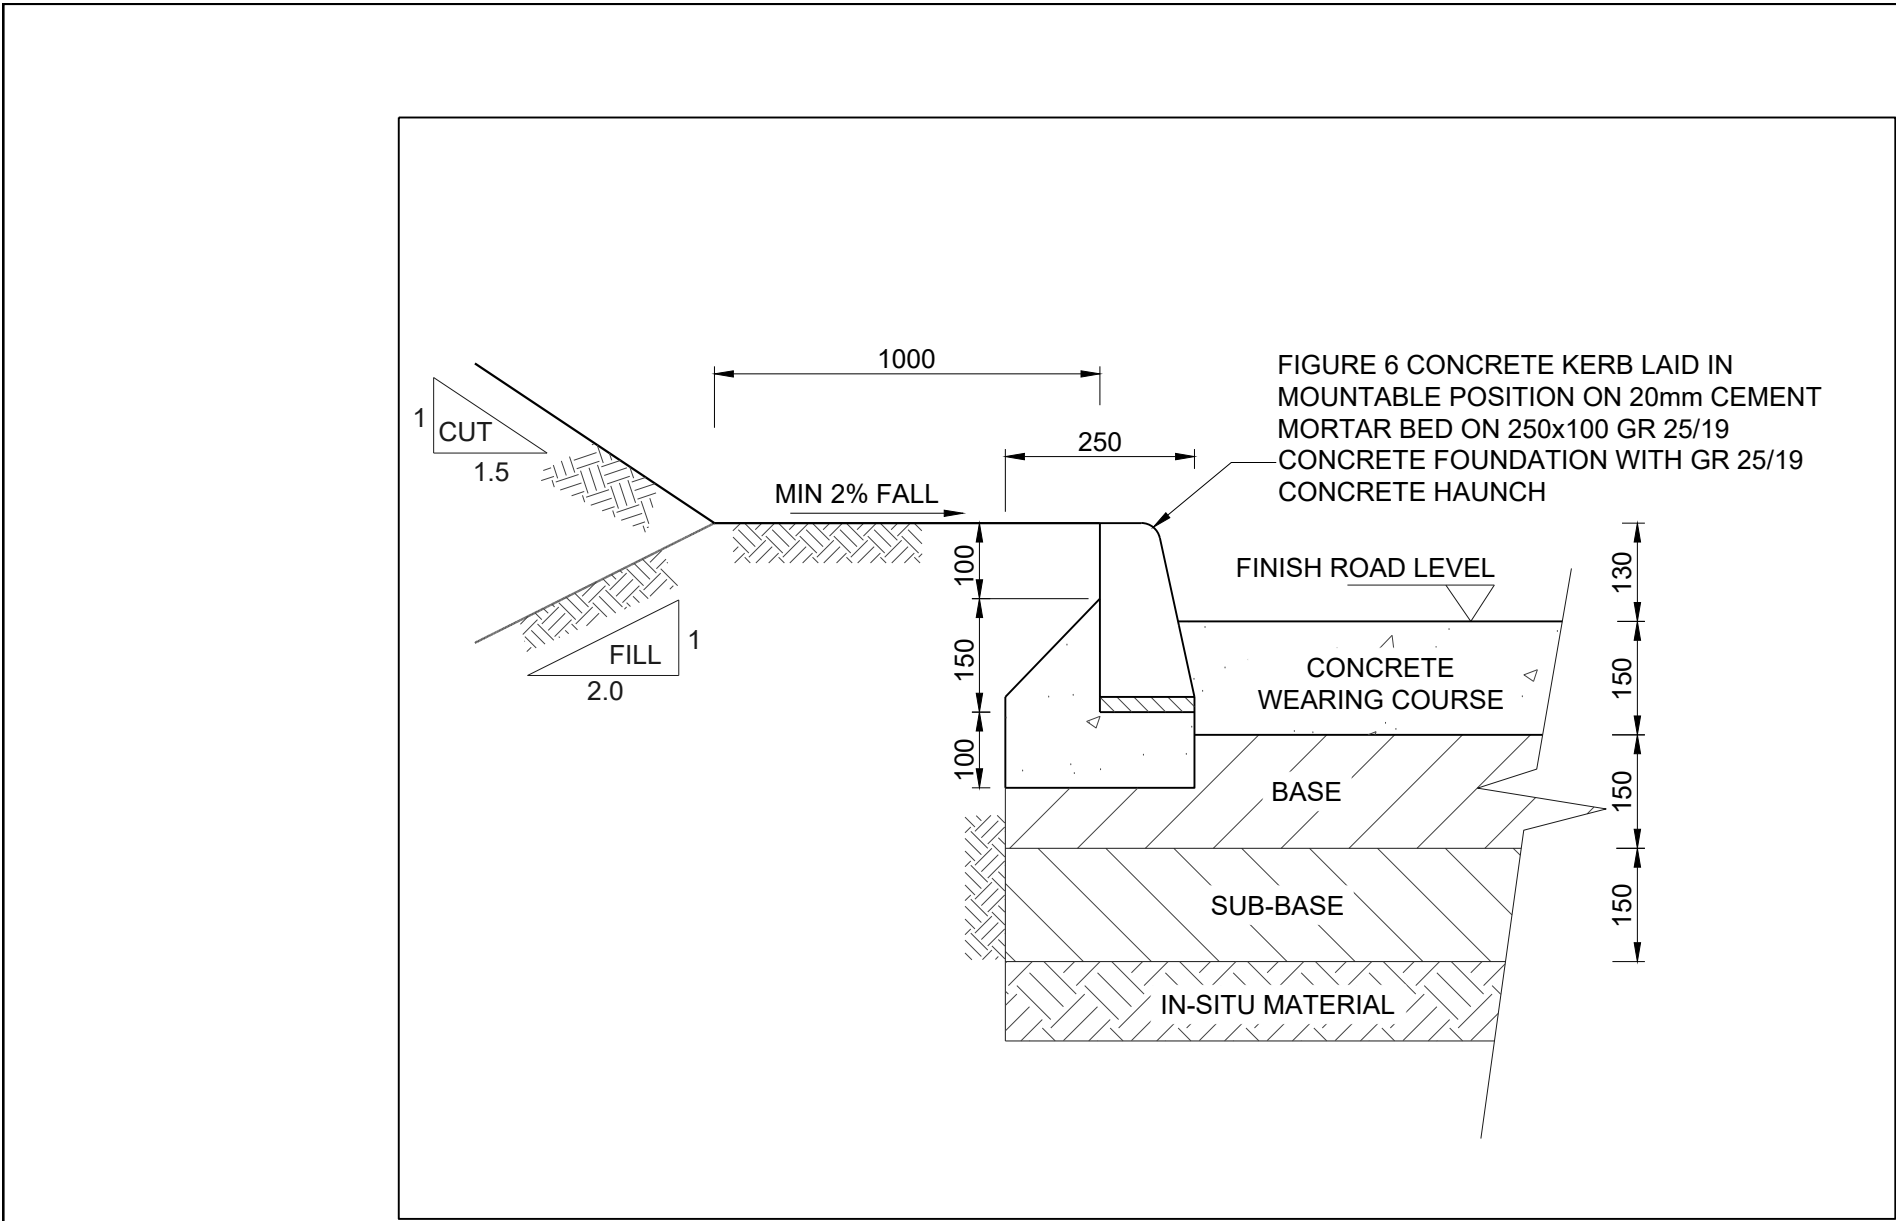 1000
FIGURE 6 CONCRETE KERB LAID IN
MOUNTABLE POSITION ON 20mm CEMENT
MORTAR BED ON 250x100 GR 25/19
CONCRETE FOUNDATION WITH GR 25/19
CONCRETE HAUNCH
1
CUT
1.5
250
MIN 2% FALL
100
150
100
FINISH ROAD LEVEL
130
FILL
1
2.0
CONCRETE
WEARING COURSE
150
BASE
150
SUB-BASE
150
IN-SITU MATERIAL